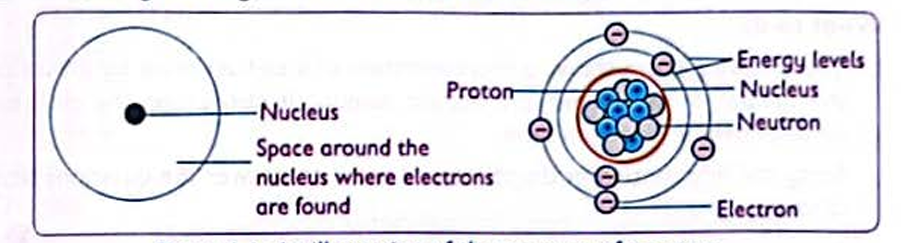 Nucleus
Space around the
nucleus where electrons
are found
Proton
Energy levels
Nucleus
Neutron
Electron